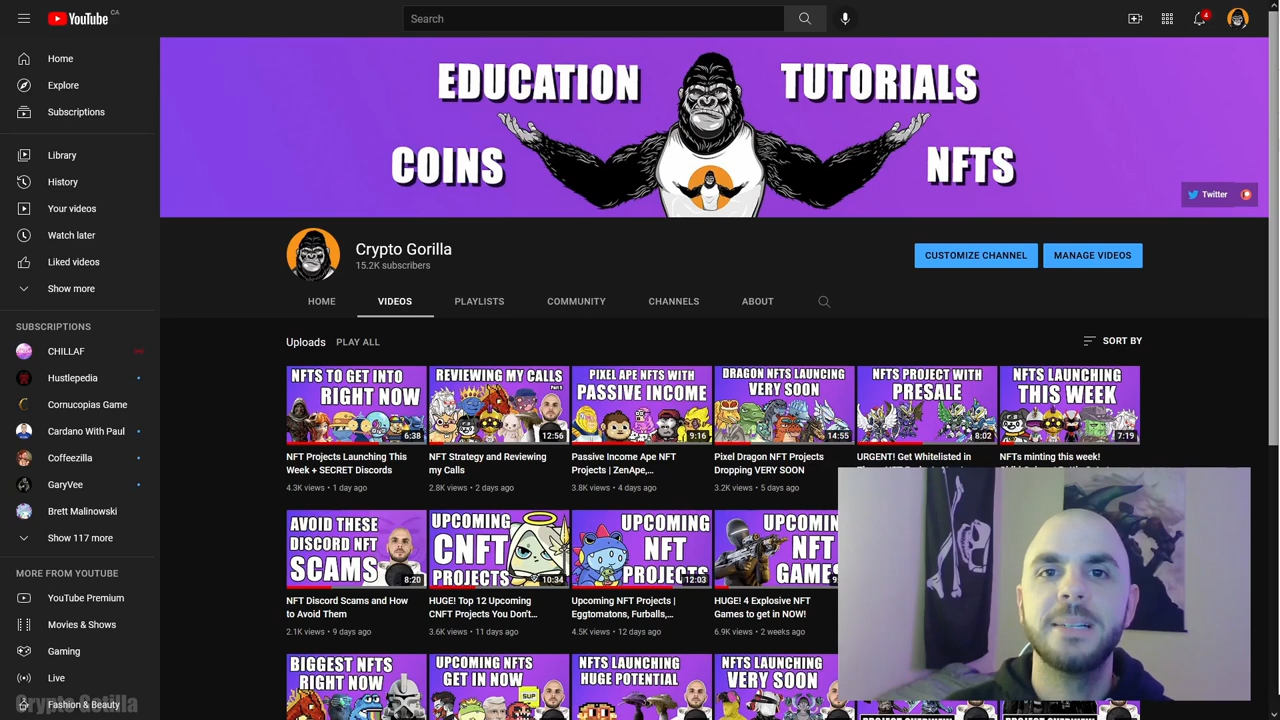 YouTube CA
Search
4
Home
Explore
Subscriptions
Library
History
Your videos
Watch later
Liked videos
Show more
SUBSCRIPTIONS
CHILLAF
Hustlepedia
Cornucopias Game
Cardano With Paul
Coffeezilla
GaryVee
Brett Malinowski
Show 117 more
MORE FROM YOUTUBE
YouTube Premium
Movies & Shows
Gaming
Live
Fashion & Beauty
EDUCATION TUTORIALS
COINS NFTS
Twitter
Crypto Gorilla
15.2K subscribers
CUSTOMIZE CHANNEL
MANAGE VIDEOS
HOME VIDEOS PLAYLISTS COMMUNITY CHANNELS ABOUT
Uploads PLAY ALL
SORT BY
NFTS TO GET INTO
RIGHT NOW
6:38
NFT Projects Launching This
Week + SECRET Discords
4.3K views • 1 day ago
REVIEWING MY CALLS
12:56
NFT Strategy and Reviewing
my Calls
2.8K views • 2 days ago
PIXEL APE NFTS WITH
PASSIVE INCOME
9:16
Passive Income Ape NFT
Projects | ZenApe,...
3.8K views • 4 days ago
DRAGON NFTS LAUNCING
VERY SOON
14:55
Pixel Dragon NFT Projects
Dropping VERY SOON
3.2K views • 5 days ago
NFTS PROJECT WITH
PRESALE
8:02
URGENT! Get Whitelisted in
NFTS LAUNCHING
THIS WEEK
7:19
NFTs minting this week!
AVOID THESE
DISCORD NFT
SCAMS
8:20
NFT Discord Scams and How
to Avoid Them
2.1K views • 9 days ago
UPCOMING
CNFT
PROJECTS
10:34
HUGE! Top 12 Upcoming
CNFT Projects You Don't...
3.6K views • 11 days ago
UPCOMING
NFT
PROJECTS
12:03
Upcoming NFT Projects |
Eggtomatons, Furballs,...
4.5K views • 12 days ago
UPCOMIN
NFT
GAME
HUGE! 4 Explosive NFT
Games to get in NOW!
6.9K views • 2 weeks ago
BIGGEST NFTS
RIGHT NOW
UPCOMING NFTS
GET IN NOW
SUP
NFTS LAUNCHING
HUGE POTENTIAL
NFTS LAUNCHING
VERY SOON
Crypto Gorilla